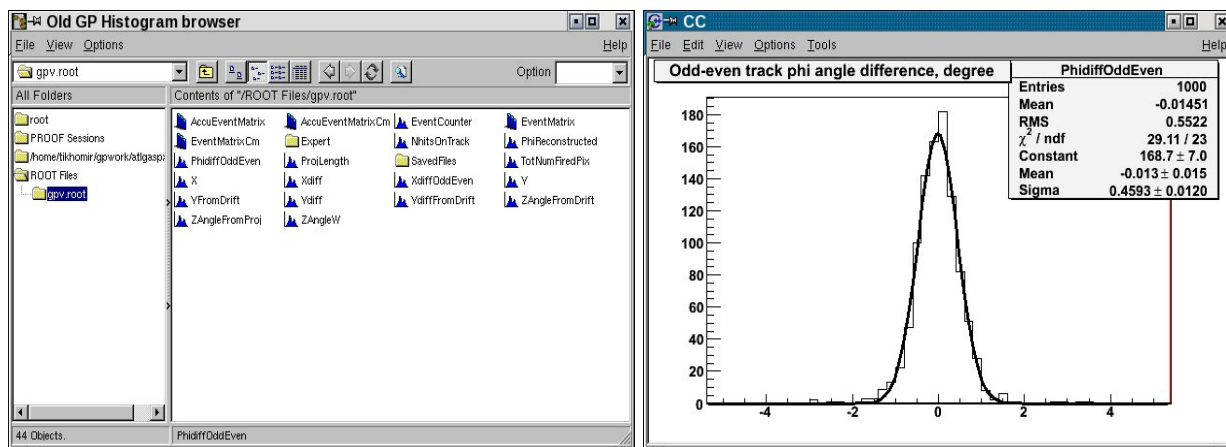 Old GP Histogram browser
File View Options Help
gpv.root Option
All Folders Contents of "/ROOT Files/gpv.root"
root
PROOF Sessions
/home/tikhomir/gpwork/atlgasp
ROOT Files
gpv.root
AccuEventMatrix AccuEventMatrixCm EventCounter EventMatrix
EventMatrixCm Expert NhitsOnTrack PhiReconstructed
PhidiffOddEven ProjLength SavedFiles TotNumFiredPix
X Xdiff XdiffOddEven Y
YFromDrift Ydiff YdiffFromDrift ZAngleFromDrift
ZAngleFromProj ZAngleW
44 Objects. PhidiffOddEven
CC
File Edit View Options Tools Help
Odd-even track phi angle difference, degree
PhidiffOddEven
Entries 1000
Mean -0.01451
RMS 0.5522
χ² / ndf 29.11 / 23
Constant 168.7 ± 7.0
Mean -0.013 ± 0.015
Sigma 0.4593 ± 0.0120
180
160
140
120
100
80
60
40
20
0
-4 -2 0 2 4